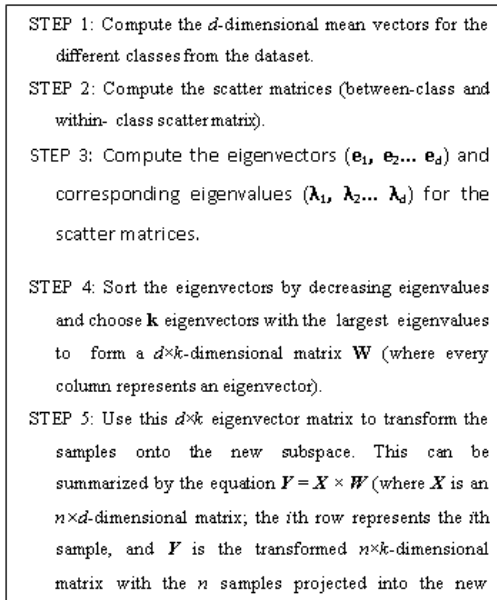 STEP 1: Compute the d-dimensional mean vectors for the
different classes from the dataset.
STEP 2: Compute the scatter matrices (between-class and
within- class scatter matrix).
STEP 3: Compute the eigenvectors (e₁, e₂... e_d) and
corresponding eigenvalues (λ₁, λ₂... λ_d) for the
scatter matrices.
STEP 4: Sort the eigenvectors by decreasing eigenvalues
and choose k eigenvectors with the largest eigenvalues
to form a d×k-dimensional matrix W (where every
column represents an eigenvector).
STEP 5: Use this d×k eigenvector matrix to transform the
samples onto the new subspace. This can be
summarized by the equation Y = X × W (where X is an
n×d-dimensional matrix; the ith row represents the ith
sample, and Y is the transformed n×k-dimensional
matrix with the n samples projected into the new